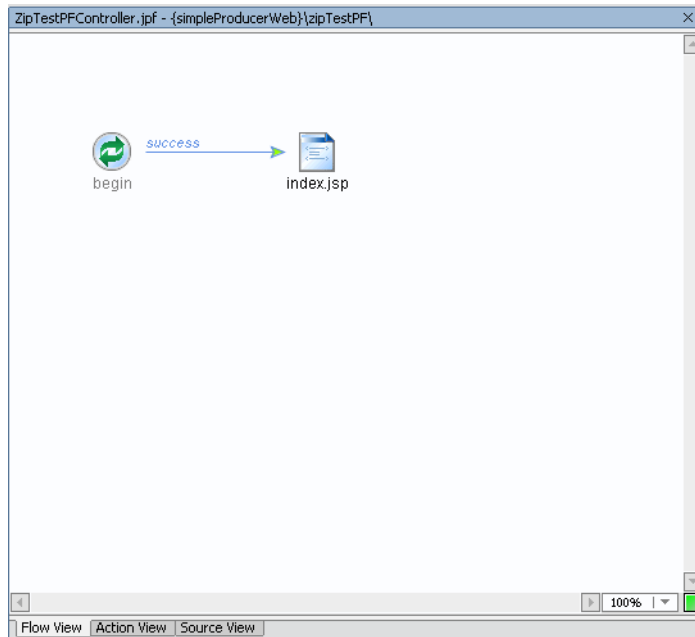 ZipTestPFController.jpf - {simpleProducerWeb}\zipTestPF\
success
begin
index.jsp
100%
Flow View Action View Source View